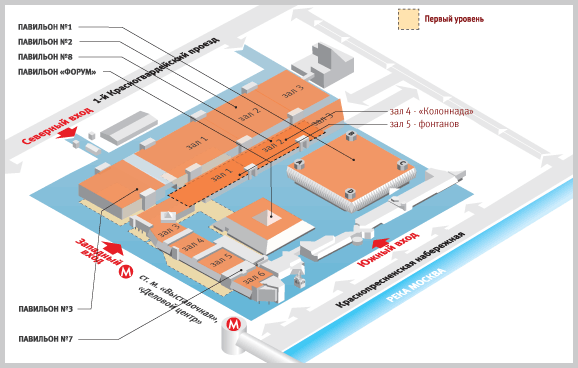 ПАВИЛЬОН №1
ПАВИЛЬОН №2
ПАВИЛЬОН №8
ПАВИЛЬОН «ФОРУМ»
Первый уровень
1-й Красногвардейский проезд
Северный вход
зал 1
зал 2
зал 3
зал 1
зал 2
зал 3
зал 4 - «Колоннада»
зал 5 - фонтанов
A
B
C
D
зал 3
зал 4
зал 5
зал 6
Западный
вход
М
ст. м. «Выставочная»,
«Деловой центр»
М
Южный вход
Краснопресненская набережная
РЕКА МОСКВА
ПАВИЛЬОН №3
ПАВИЛЬОН №7